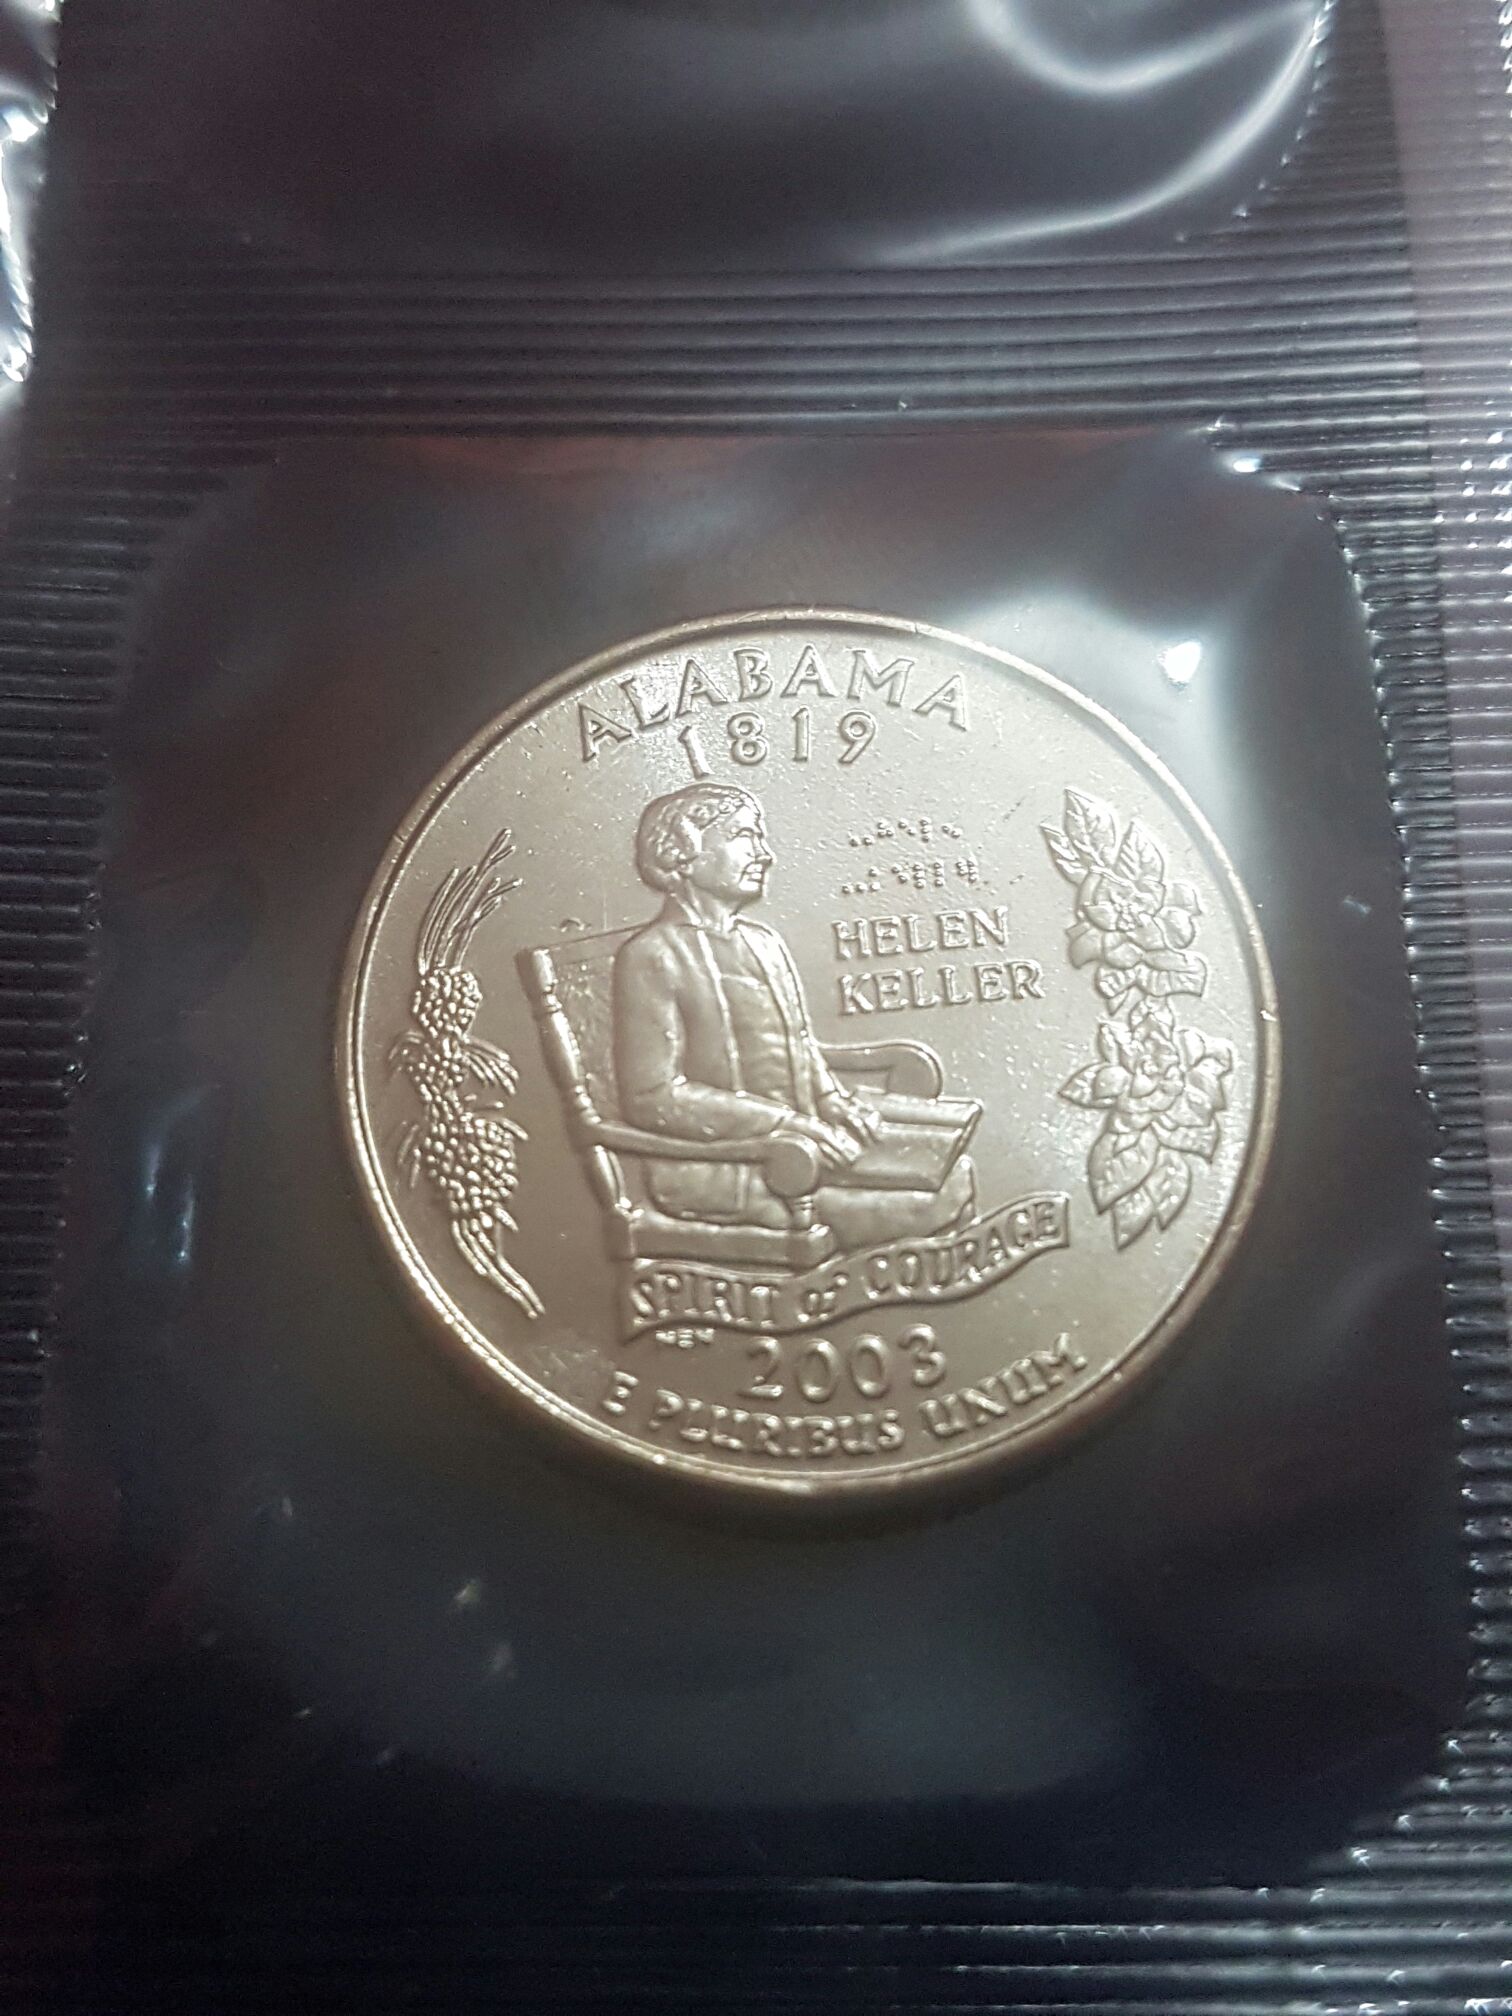 ALABAMA
1819
HELEN
KELLER
SPIRIT of COURAGE
2003
E PLURIBUS UNUM